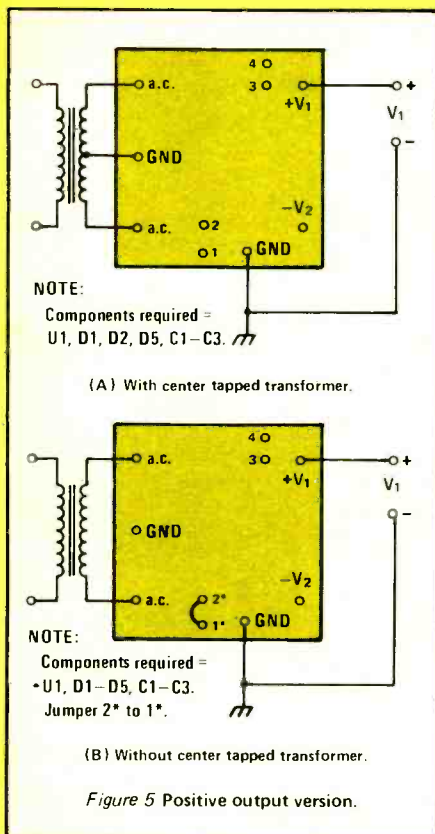 4
a.c.
3
+V1
+
V1
-
GND
-V2
a.c.
2
1
GND
NOTE:
Components required =
U1, D1, D2, D5, C1-C3.
(A) With center tapped transformer.
4
a.c.
3
+V1
+
V1
-
GND
-V2
a.c.
2*
1*
GND
NOTE:
Components required =
U1, D1-D5, C1-C3.
Jumper 2* to 1*.
(B) Without center tapped transformer.
Figure 5 Positive output version.